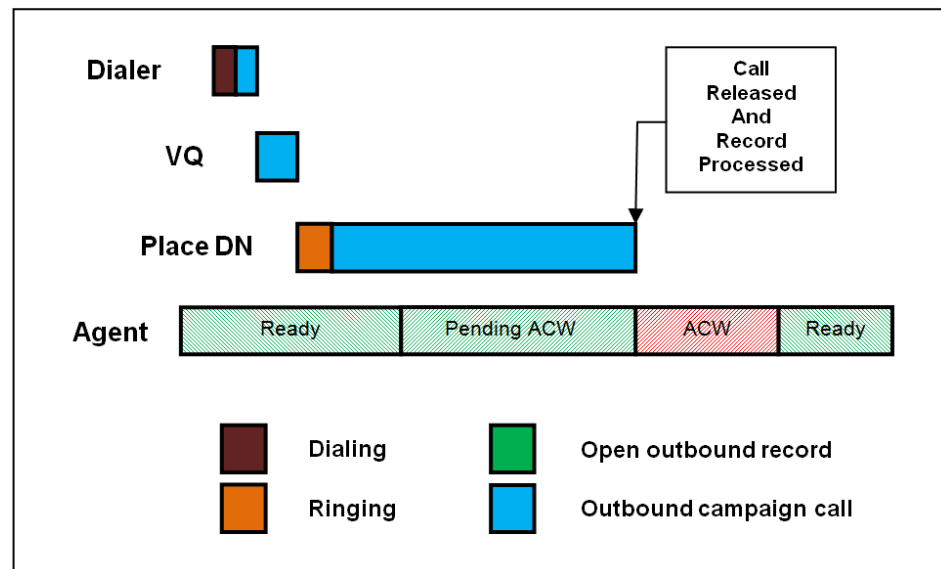 Dialer
Call
Released
And
Record
Processed
VQ
Place DN
Agent
Ready
Pending ACW
ACW
Ready
Dialing
Open outbound record
Ringing
Outbound campaign call